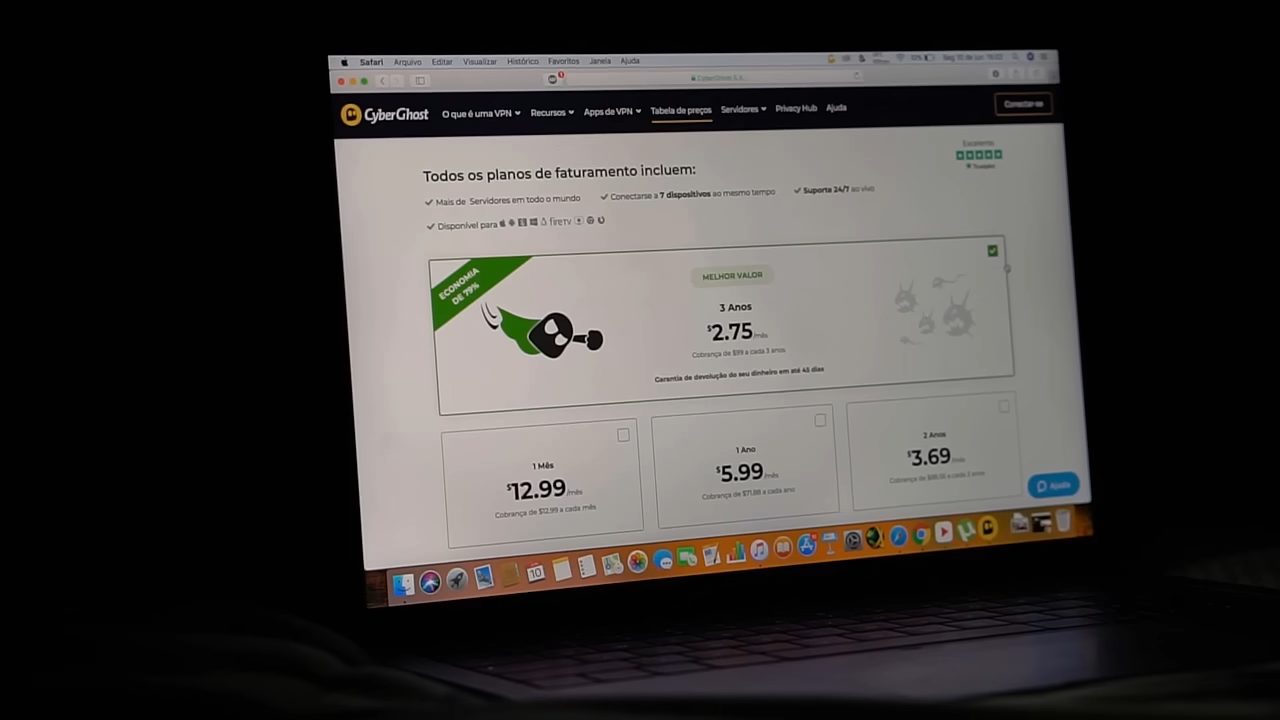 Safari Arquivo Editar Visualizar Histórico Favoritos Janela Ajuda
CyberGhost O que é uma VPN Recursos Apps de VPN Tabela de preços Servidores Privacy Hub Ajuda Conectar-se
Excelente
Trustpilot
Todos os planos de faturamento incluem:
Mais de Servidores em todo o mundo Conectarse a 7 dispositivos ao mesmo tempo Suporte 24/7 ao vivo
Disponível para fireTV
ECONOMIA
DE 79%
MELHOR VALOR
3 Anos
$2.75/mês
Cobrança de $99 a cada 3 anos
Garantia de devolução do seu dinheiro em até 45 dias
1 Mês
$12.99/mês
Cobrança de $12.99 a cada mês
1 Ano
$5.99/mês
Cobrança de $71.88 a cada ano
2 Anos
$3.69/mês
Cobrança de $88.56 a cada 2 anos
Ajuda
10